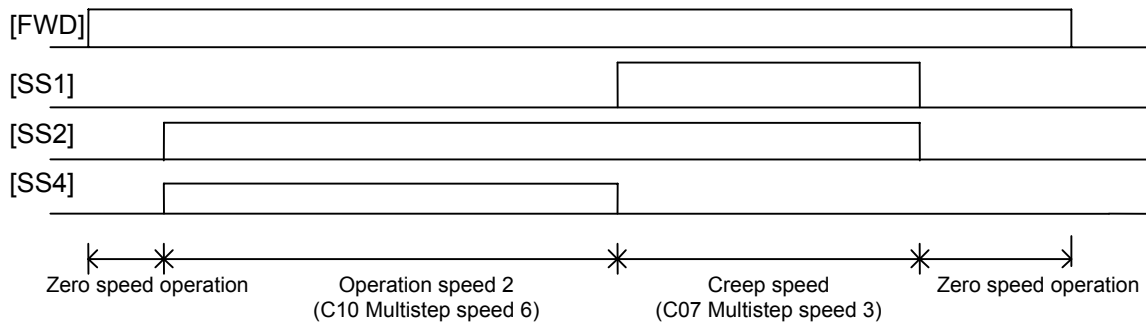 [FWD]
[SS1]
[SS2]
[SS4]
Zero speed operation
Operation speed 2
(C10 Multistep speed 6)
Creep speed
(C07 Multistep speed 3)
Zero speed operation